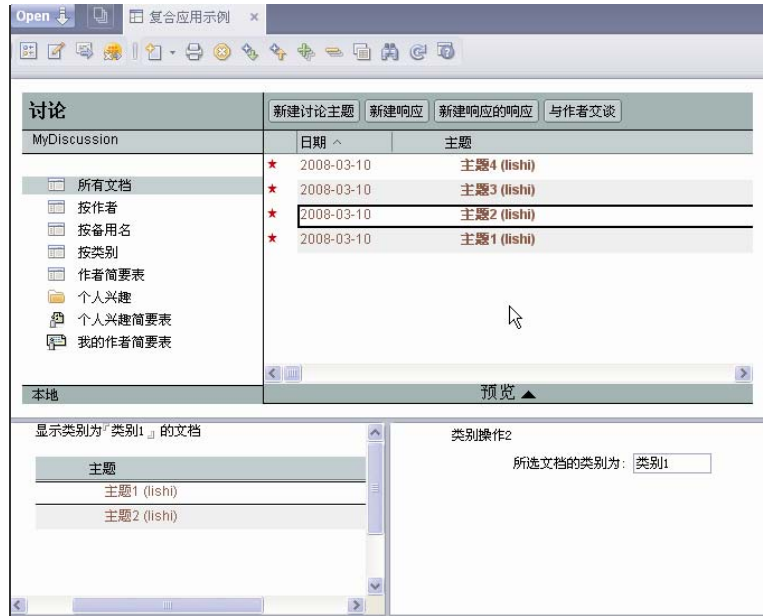 Open
复合应用示例
讨论
MyDiscussion
所有文档
按作者
按备用名
按类别
作者简要表
个人兴趣
个人兴趣简要表
我的作者简要表
本地
新建讨论主题 新建响应 新建响应的响应 与作者交谈
日期 主题
2008-03-10 主题4 (lishi)
2008-03-10 主题3 (lishi)
2008-03-10 主题2 (lishi)
2008-03-10 主题1 (lishi)
预览
显示类别为『类别1 』的文档
主题
主题1 (lishi)
主题2 (lishi)
类别操作2
所选文档的类别为: 类别1